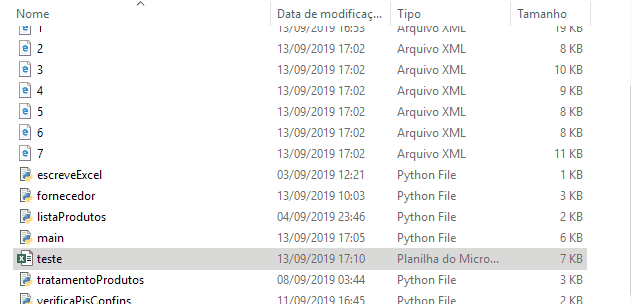 Nome Data de modificaç... Tipo Tamanho
1 13/09/2019 16:53 Arquivo XML 19 KB
2 13/09/2019 17:02 Arquivo XML 8 KB
3 13/09/2019 17:02 Arquivo XML 10 KB
4 13/09/2019 17:02 Arquivo XML 9 KB
5 13/09/2019 17:02 Arquivo XML 8 KB
6 13/09/2019 17:02 Arquivo XML 8 KB
7 13/09/2019 17:02 Arquivo XML 11 KB
escreveExcel 03/09/2019 12:21 Python File 1 KB
fornecedor 13/09/2019 10:03 Python File 3 KB
listaProdutos 04/09/2019 23:46 Python File 2 KB
main 13/09/2019 17:05 Python File 6 KB
teste 13/09/2019 17:10 Planilha do Micro... 7 KB
tratamentoProdutos 08/09/2019 03:44 Python File 3 KB
verificaPisConfins 11/09/2019 16:45 Python File 2 KB